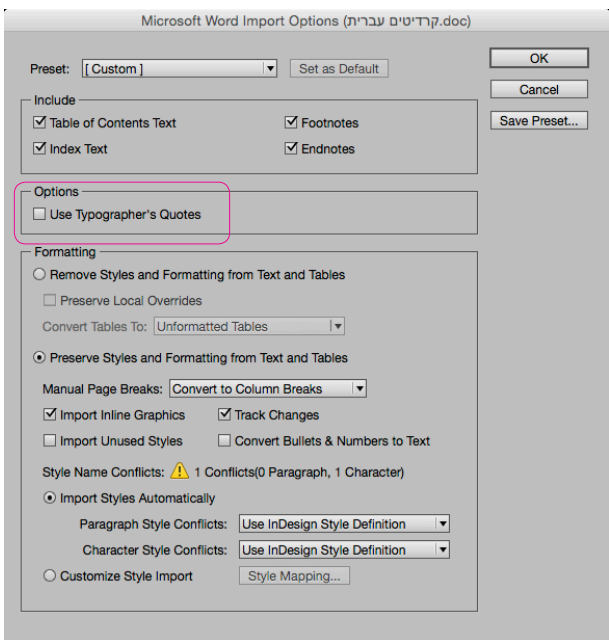 Microsoft Word Import Options (קרדיטים עברית.doc)
Preset: [ Custom ] Set as Default
OK
Cancel
Save Preset...
Include
Table of Contents Text Footnotes
Index Text Endnotes
Options
Use Typographer's Quotes
Formatting
Remove Styles and Formatting from Text and Tables
Preserve Local Overrides
Convert Tables To: Unformatted Tables
Preserve Styles and Formatting from Text and Tables
Manual Page Breaks: Convert to Column Breaks
Import Inline Graphics Track Changes
Import Unused Styles Convert Bullets & Numbers to Text
Style Name Conflicts: 1 Conflicts(0 Paragraph, 1 Character)
Import Styles Automatically
Paragraph Style Conflicts: Use InDesign Style Definition
Character Style Conflicts: Use InDesign Style Definition
Customize Style Import Style Mapping...